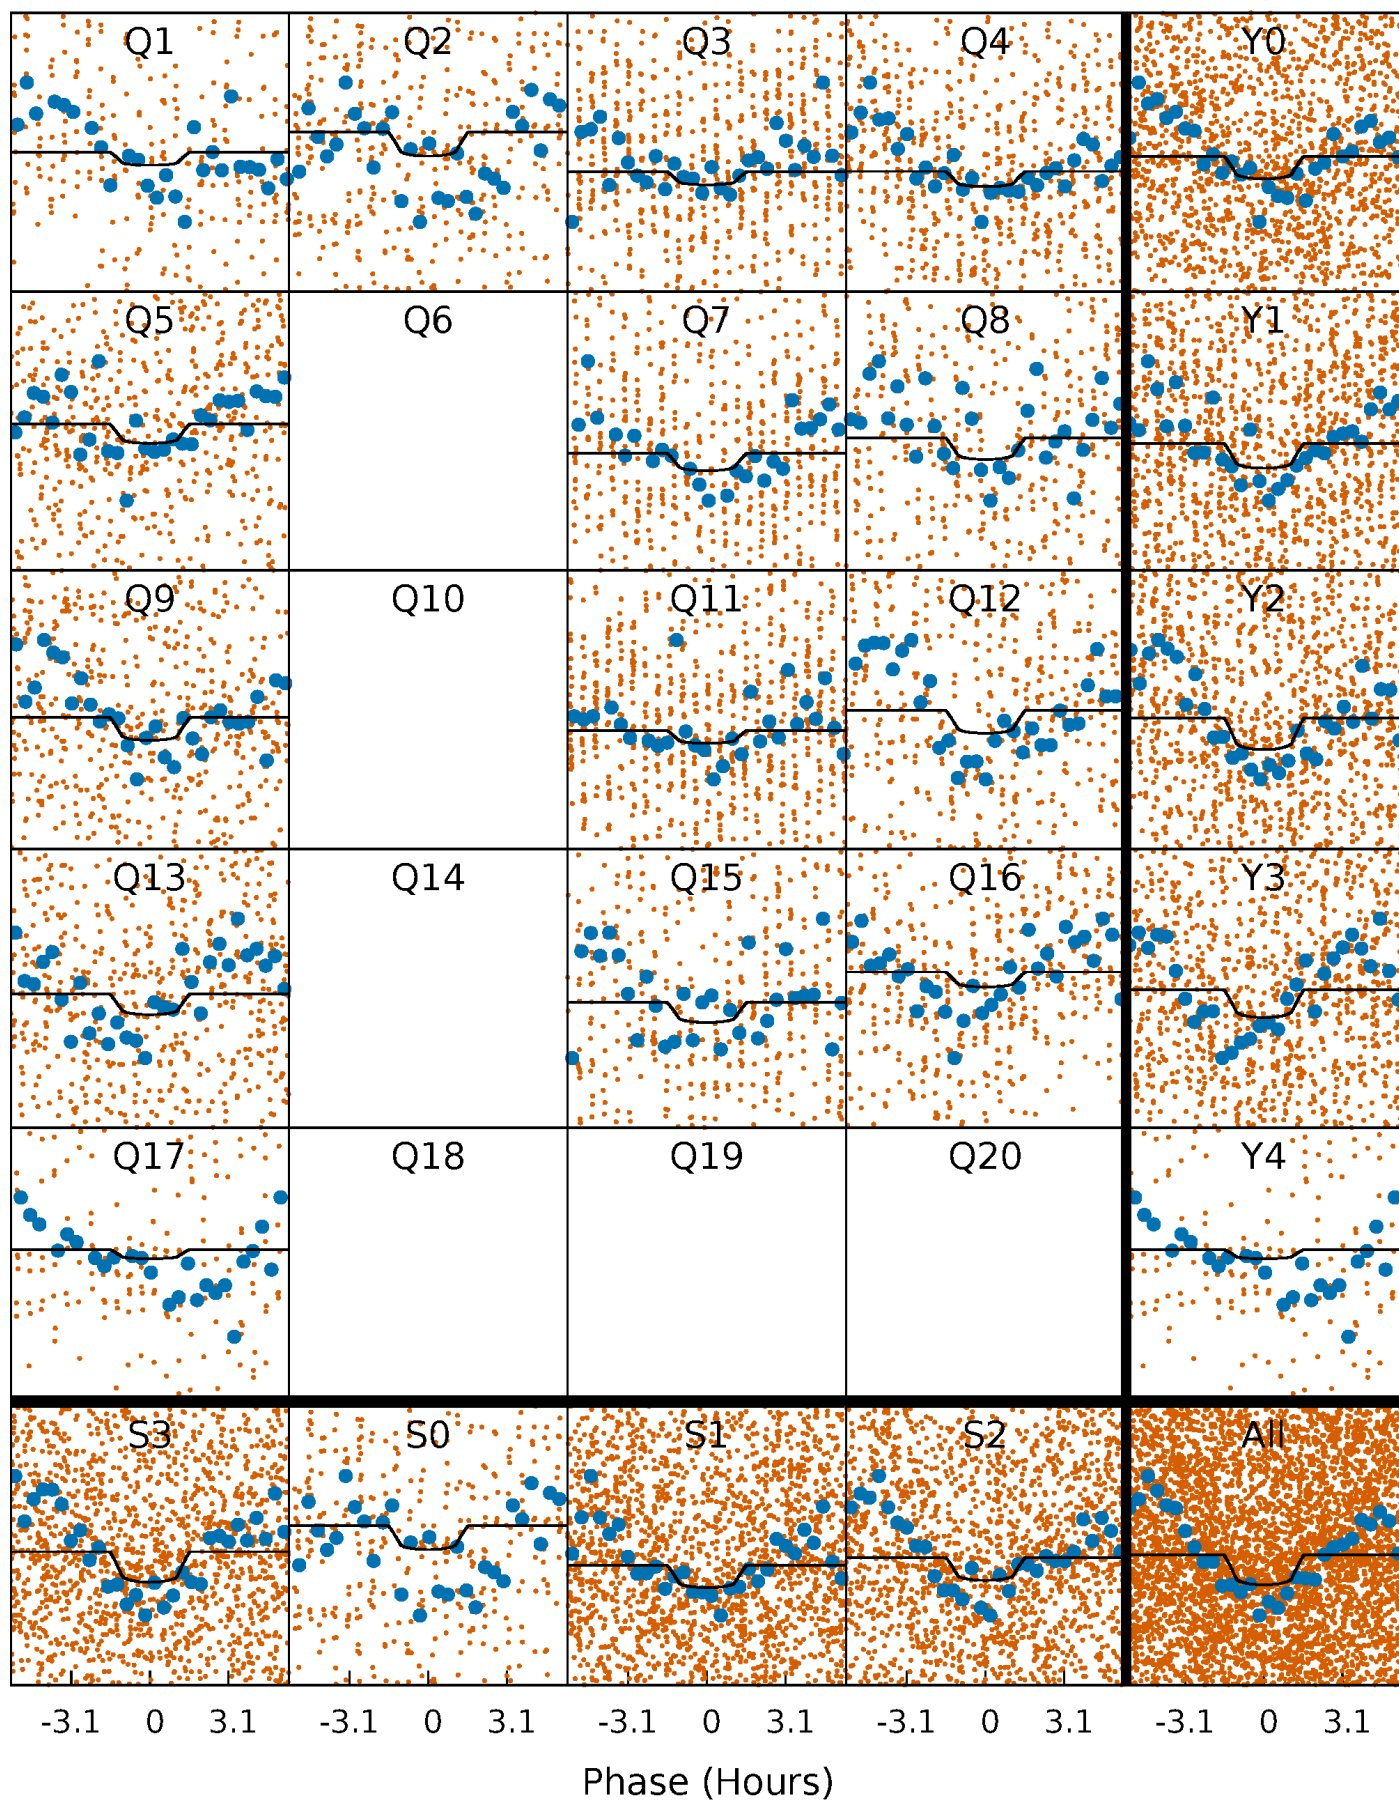 Q1 Q2 Q3 Q4 Y0
Q5 Q6 Q7 Q8 Y1
Q9 Q10 Q11 Q12 Y2
Q13 Q14 Q15 Q16 Y3
Q17 Q18 Q19 Q20 Y4
S3 S0 S1 S2 All
-3.1 0 3.1 -3.1 0 3.1 -3.1 0 3.1 -3.1 0 3.1 -3.1 0 3.1
Phase (Hours)